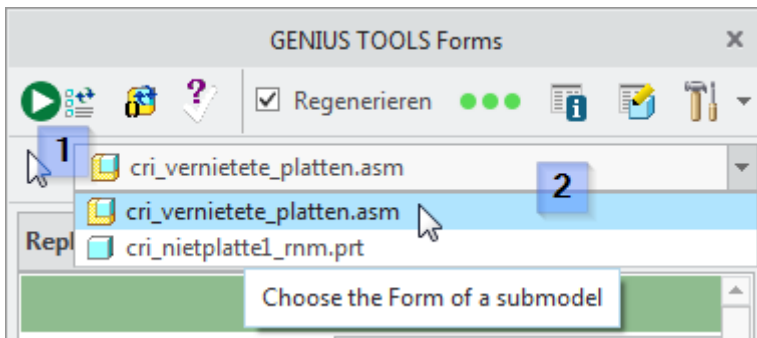 GENIUS TOOLS Forms
Regenerieren
1
cri_vernietete_platten.asm
2
cri_vernietete_platten.asm
Repl
cri_nietplatte1_rnm.prt
Choose the Form of a submodel